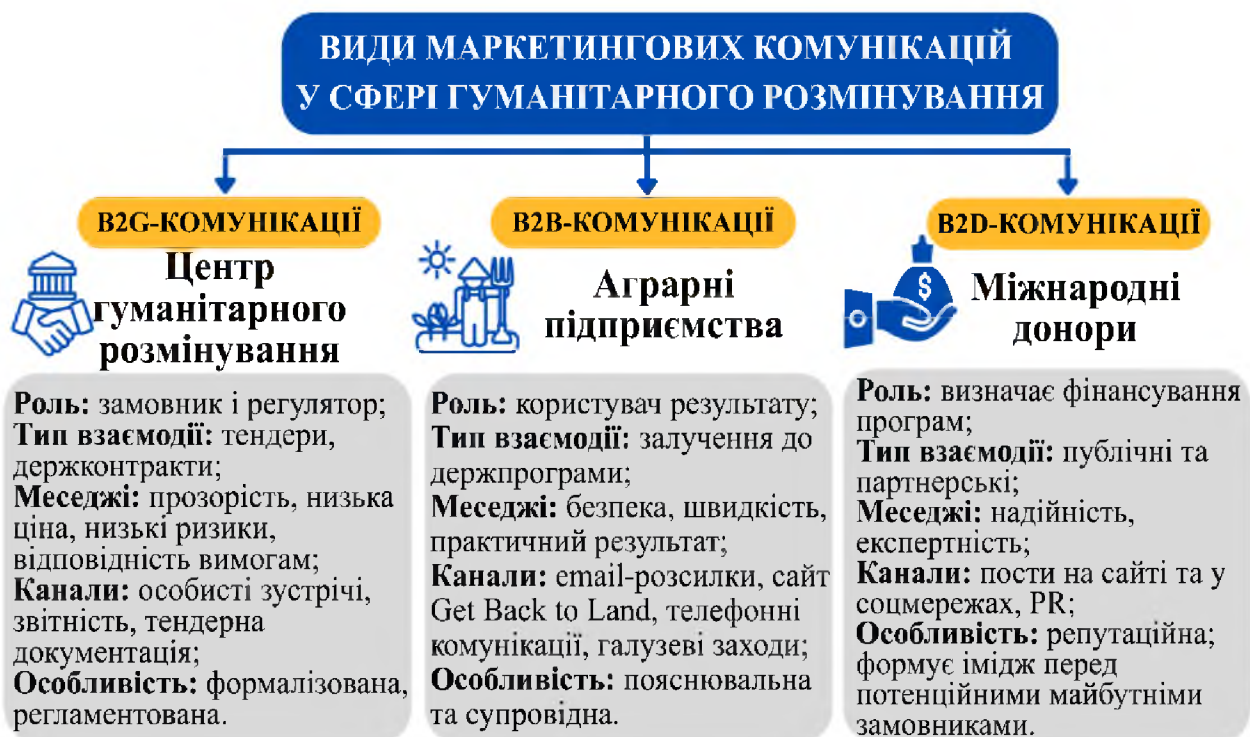 ВИДИ МАРКЕТИНГОВИХ КОМУНІКАЦІЙ
У СФЕРІ ГУМАНІТАРНОГО РОЗМІНУВАННЯ
B2G-КОМУНІКАЦІЇ
Центр
гуманітарного
розмінування
Роль: замовник і регулятор;
Тип взаємодії: тендери,
держконтракти;
Меседжі: прозорість, низька
ціна, низькі ризики,
відповідність вимогам;
Канали: особисті зустрічі,
звітність, тендерна
документація;
Особливість: формалізована,
регламентована.
B2B-КОМУНІКАЦІЇ
Аграрні
підприємства
Роль: користувач результату;
Тип взаємодії: залучення до
держпрограми;
Меседжі: безпека, швидкість,
практичний результат;
Канали: email-розсилки, сайт
Get Back to Land, телефонні
комунікації, галузеві заходи;
Особливість: пояснювальна
та супровідна.
B2D-КОМУНІКАЦІЇ
$
Міжнародні
донори
Роль: визначає фінансування
програм;
Тип взаємодії: публічні та
партнерські;
Меседжі: надійність,
експертність;
Канали: пости на сайті та у
соцмережах, PR;
Особливість: репутаційна;
формує імідж перед
потенційними майбутніми
замовниками.